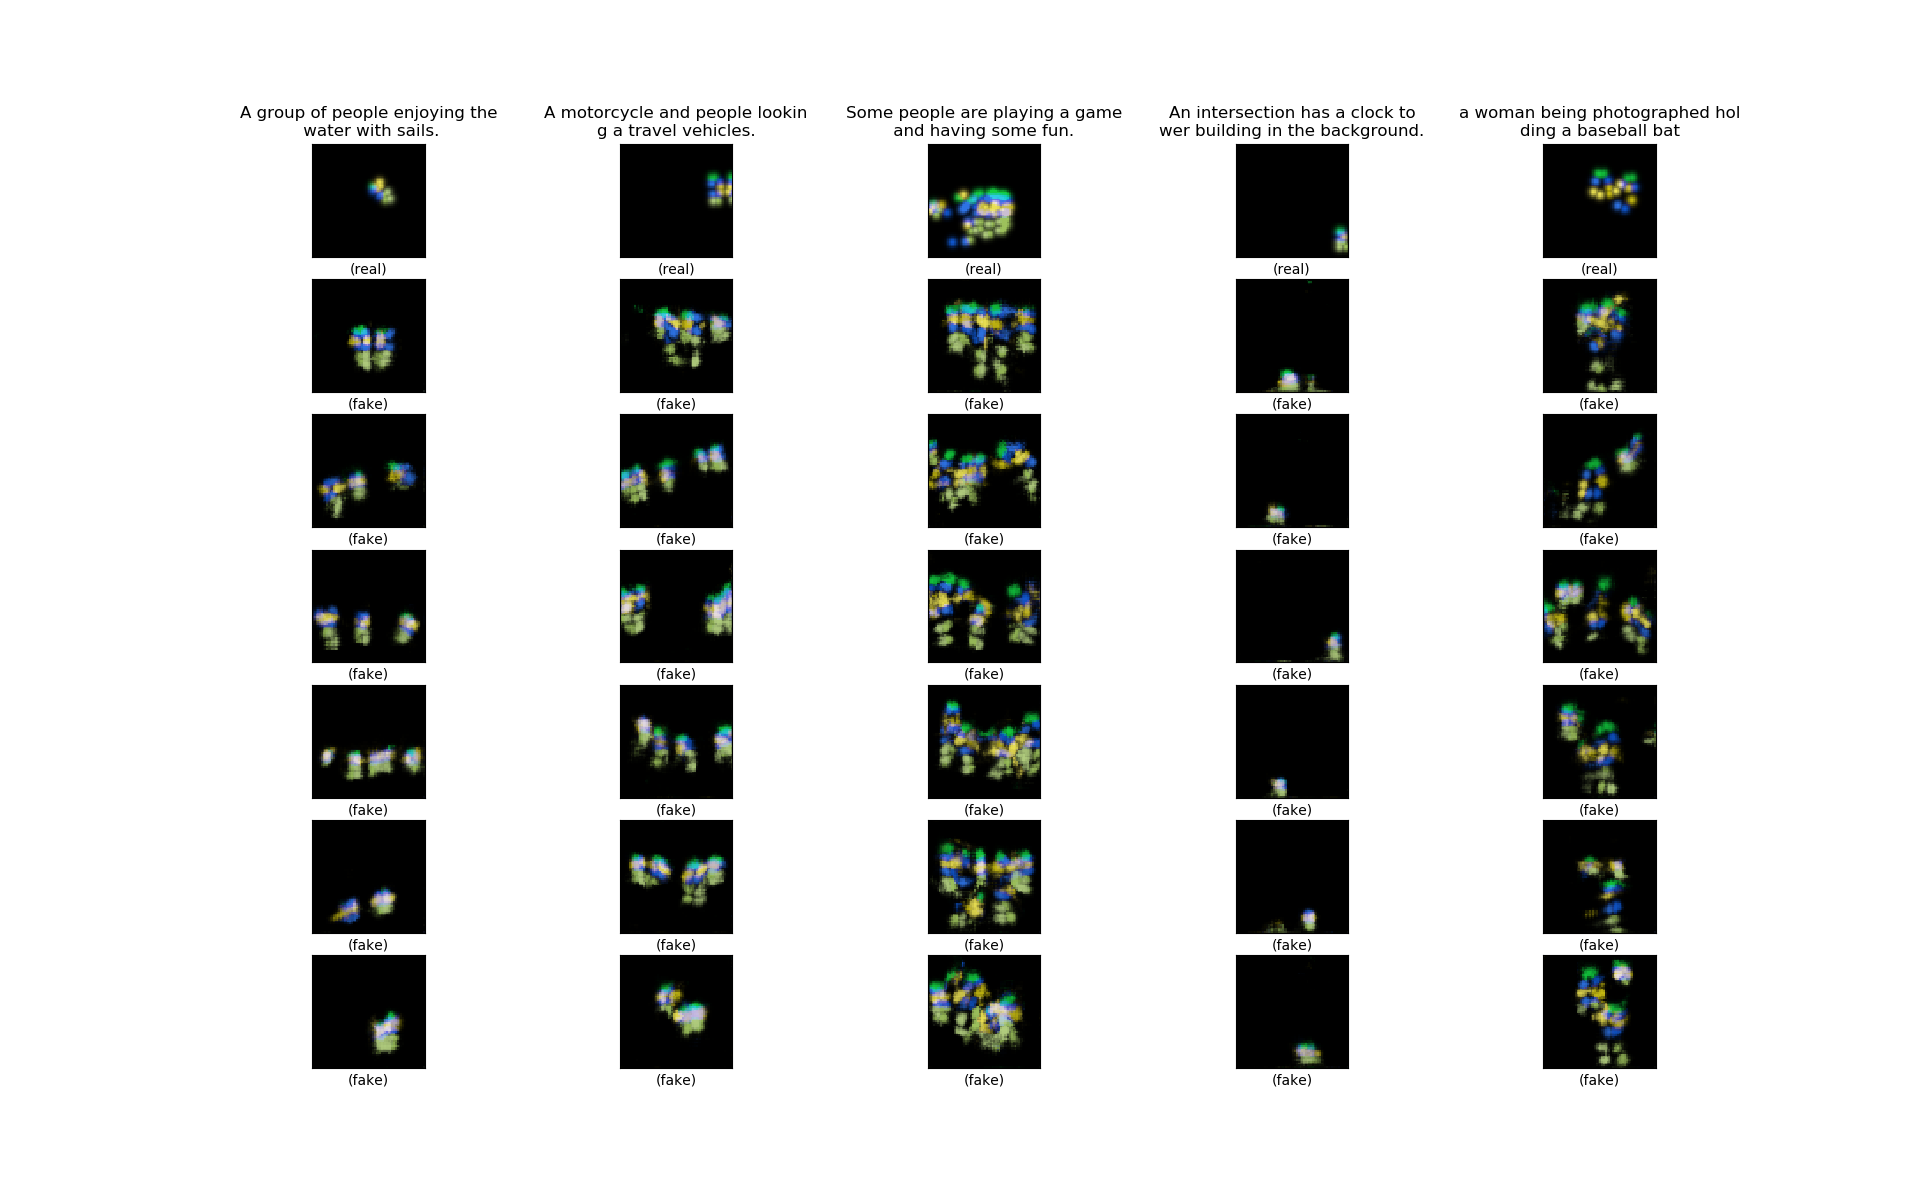 A group of people enjoying the
water with sails.
A motorcycle and people lookin
g a travel vehicles.
Some people are playing a game
and having some fun.
An intersection has a clock to
wer building in the background.
a woman being photographed hol
ding a baseball bat
(real) (real) (real) (real) (real)
(fake) (fake) (fake) (fake) (fake)
(fake) (fake) (fake) (fake) (fake)
(fake) (fake) (fake) (fake) (fake)
(fake) (fake) (fake) (fake) (fake)
(fake) (fake) (fake) (fake) (fake)
(fake) (fake) (fake) (fake) (fake)